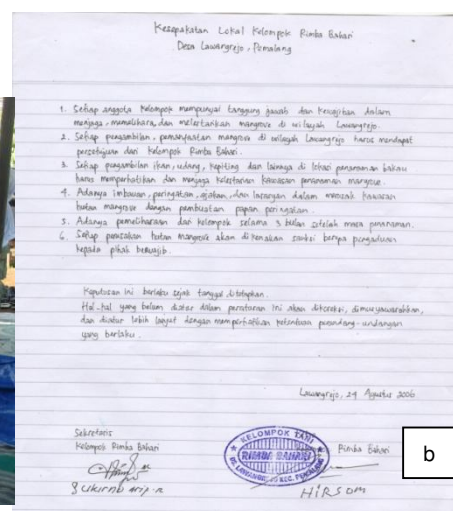 Kesepakatan Lokal Kelompok Rimba Bahari
Desa Lawangrejo, Pemalang
1. Setiap anggota kelompok mempunyai tanggung jawab dan kewajiban dalam
menjaga, memelihara, dan melestarikan mangrove di wilayah Lawangrejo.
2. Setiap pengambilan, pemanfaatan mangrove di wilayah Lawangrejo harus mendapat
persetujuan dari kelompok Rimba Bahari.
3. Setiap pengambilan ikan, udang, kepiting dan lainnya di lokasi penanaman bakau
harus memperhatikan dan menjaga kelestarian kawasan penanaman mangrove.
4. Adanya imbauan, peringatan, ajakan, dan larangan dalam merusak kawasan
hutan mangrove dengan pembuatan papan peringatan.
5. Adanya pemeliharaan dari kelompok selama 3 bulan setelah masa penanaman.
6. Setiap perusakan hutan mangrove akan dikenakan sanksi berupa pengaduan
kepada pihak berwajib.
Keputusan ini berlaku sejak tanggal ditetapkan.
Hal-hal yang belum diatur dalam peraturan ini akan dikoreksi, dimusyawarahkan,
dan diatur lebih lanjut dengan memperhatikan ketentuan perundang-undangan
yang berlaku.
Lawangrejo, 24 Agustus 2006
Sekretaris
Kelompok Rimba Bahari
KELOMPOK TANI
RIMBA BAHARI
Rimba Bahari
b